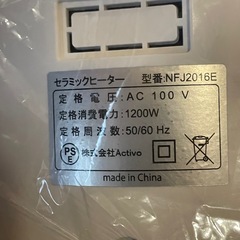 セラミックヒーター 型番:NFJ2016E
定格電圧:AC 100 V
定格消費電力:1200W
定格周波数:50/60 Hz
PSE 株式会社Activo
made in China